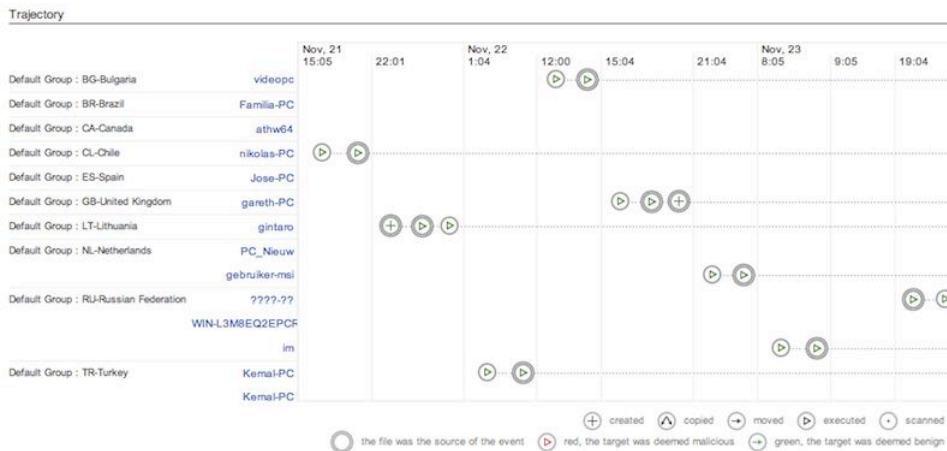 Trajectory
Nov, 21 Nov, 22 Nov, 23
15:05 22:01 1:04 12:00 15:04 21:04 8:05 9:05 19:04
Default Group : BG-Bulgaria videopc
Default Group : BR-Brazil Familia-PC
Default Group : CA-Canada athw64
Default Group : CL-Chile nikolas-PC
Default Group : ES-Spain Jose-PC
Default Group : GB-United Kingdom gareth-PC
Default Group : LT-Lithuania gintaro
Default Group : NL-Netherlands PC_Nieuw
gebruiker-msi
Default Group : RU-Russian Federation ????-??
WIN-L3M8EQ2EPCR
im
Default Group : TR-Turkey Kemal-PC
Kemal-PC
created copied moved executed scanned
the file was the source of the event red, the target was deemed malicious green, the target was deemed benign